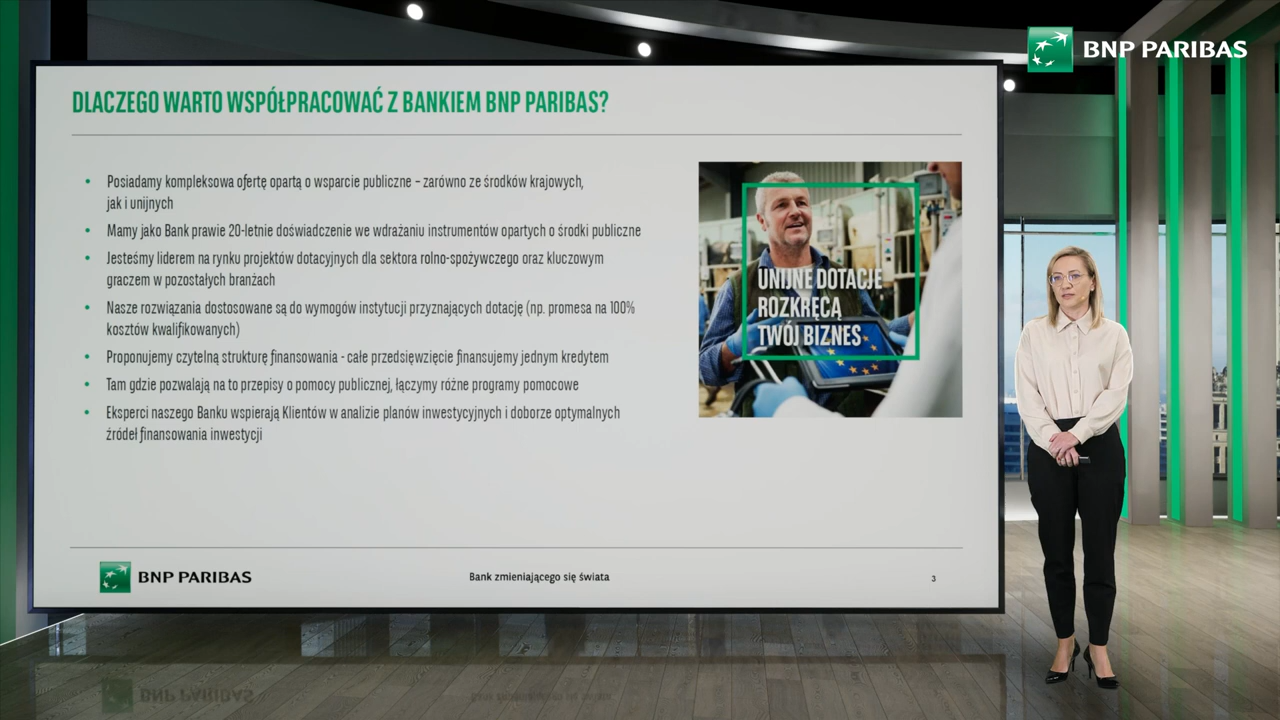 BNP PARIBAS
DLACZEGO WARTO WSPÓŁPRACOWAĆ Z BANKIEM BNP PARIBAS?
• Posiadamy kompleksowa ofertę opartą o wsparcie publiczne – zarówno ze środków krajowych,
jak i unijnych
• Mamy jako Bank prawie 20-letnie doświadczenie we wdrażaniu instrumentów opartych o środki publiczne
• Jesteśmy liderem na rynku projektów dotacyjnych dla sektora rolno-spożywczego oraz kluczowym
graczem w pozostałych branżach
• Nasze rozwiązania dostosowane są do wymogów instytucji przyznających dotację (np. promesa na 100%
kosztów kwalifikowanych)
• Proponujemy czytelną strukturę finansowania - całe przedsięwzięcie finansujemy jednym kredytem
• Tam gdzie pozwalają na to przepisy o pomocy publicznej, łączymy różne programy pomocowe
• Eksperci naszego Banku wspierają Klientów w analizie planów inwestycyjnych i doborze optymalnych
źródeł finansowania inwestycji
UNIJNE DOTACJE
ROZKRĘCĄ
TWÓJ BIZNES
BNP PARIBAS
Bank zmieniającego się świata
3